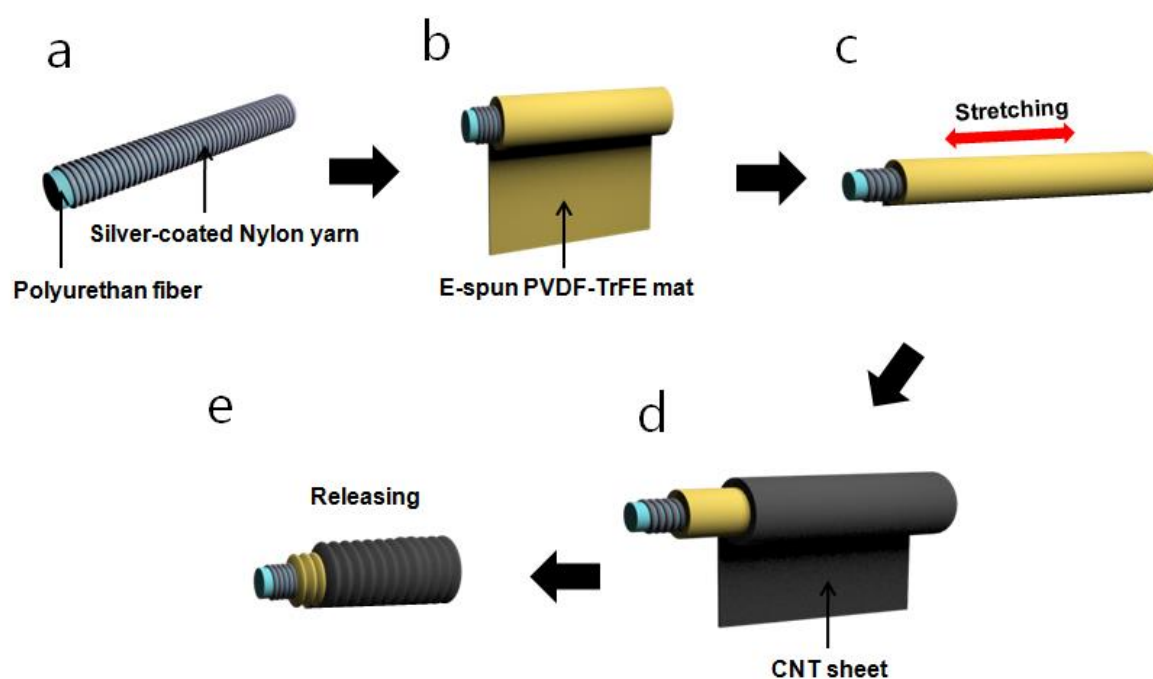 a
Silver-coated Nylon yarn
Polyurethan fiber
b
E-spun PVDF-TrFE mat
c
Stretching
d
CNT sheet
e
Releasing